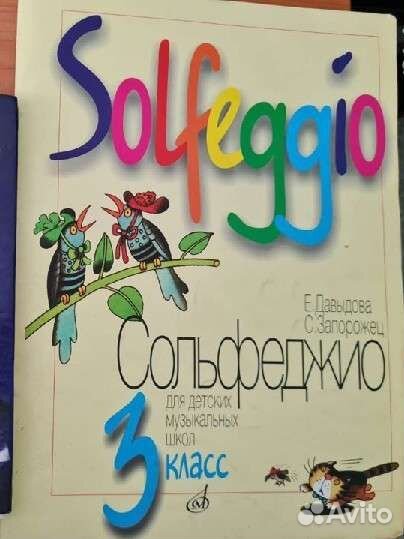 Solfeggio
Е. Давыдова
С. Запорожец
Сольфеджио
для детских
музыкальных
школ
3 класс
Avito